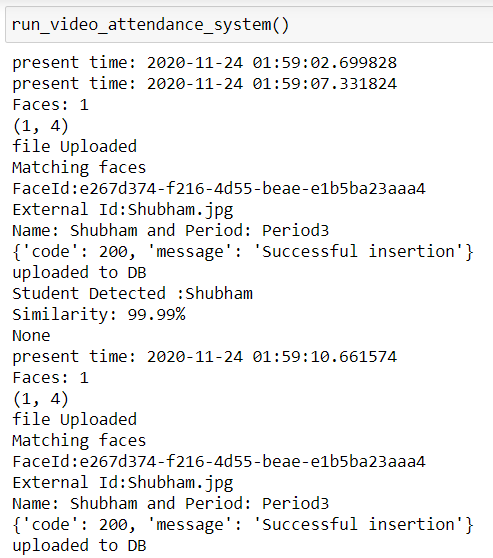 run_video_attendance_system()
present time: 2020-11-24 01:59:02.699828
present time: 2020-11-24 01:59:07.331824
Faces: 1
(1, 4)
file Uploaded
Matching faces
FaceId:e267d374-f216-4d55-beae-e1b5ba23aaa4
External Id:Shubham.jpg
Name: Shubham and Period: Period3
{'code': 200, 'message': 'Successful insertion'}
uploaded to DB
Student Detected :Shubham
Similarity: 99.99%
None
present time: 2020-11-24 01:59:10.661574
Faces: 1
(1, 4)
file Uploaded
Matching faces
FaceId:e267d374-f216-4d55-beae-e1b5ba23aaa4
External Id:Shubham.jpg
Name: Shubham and Period: Period3
{'code': 200, 'message': 'Successful insertion'}
uploaded to DB